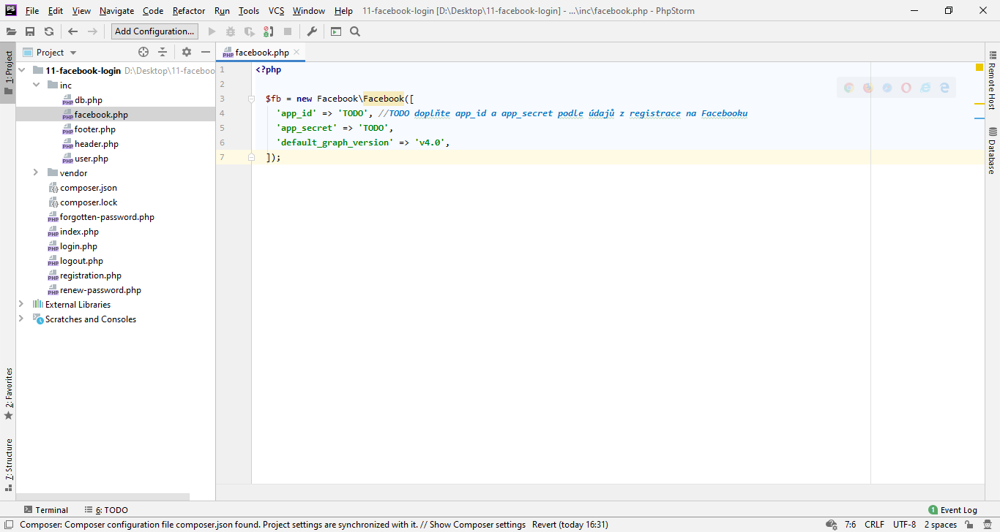 PS File Edit View Navigate Code Refactor Run Tools VCS Window Help 11-facebook-login [D:\Desktop\11-facebook-login] - ...\inc\facebook.php - PhpStorm
Add Configuration...
1: Project
Project
facebook.php
11-facebook-login D:\Desktop\11-faceboo
inc
db.php
facebook.php
footer.php
header.php
user.php
vendor
composer.json
composer.lock
forgotten-password.php
index.php
login.php
logout.php
registration.php
renew-password.php
External Libraries
Scratches and Consoles
1 <?php
2
3 $fb = new Facebook\Facebook([
4 'app_id' => 'TODO', //TODO doplňte app_id a app_secret podle údajů z registrace na Facebooku
5 'app_secret' => 'TODO',
6 'default_graph_version' => 'v4.0',
7 ]);
Remote Host
Database
2: Favorites
7: Structure
Terminal 6: TODO 1 Event Log
Composer: Composer configuration file composer.json found. Project settings are synchronized with it. // Show Composer settings Revert (today 16:31) 7:6 CRLF UTF-8 2 spaces